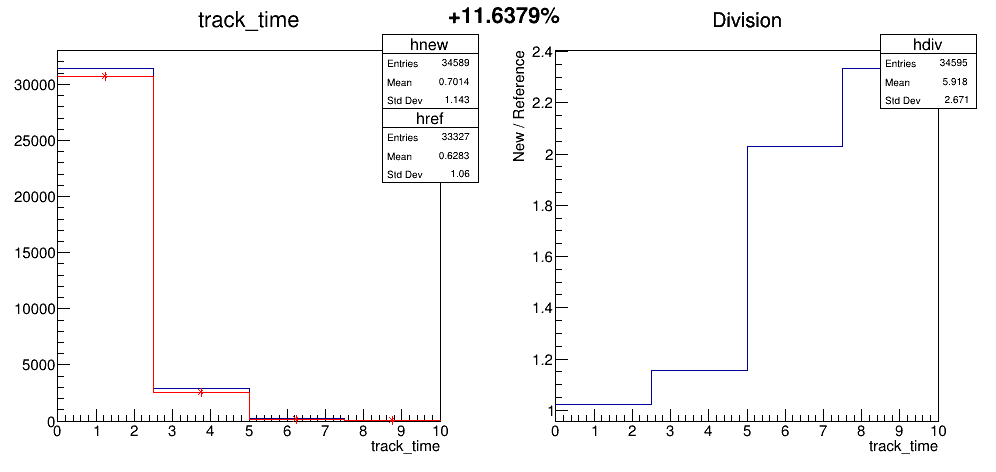 track_time
+11.6379%
Division
hnew
Entries 34589
Mean 0.7014
Std Dev 1.143
href
Entries 33327
Mean 0.6283
Std Dev 1.06
30000
25000
20000
15000
10000
5000
0
0 1 2 3 4 5 6 7 8 9 10
track_time
New / Reference
hdiv
Entries 34595
Mean 5.918
Std Dev 2.671
2.4
2.2
2
1.8
1.6
1.4
1.2
1
0 1 2 3 4 5 6 7 8 9 10
track_time